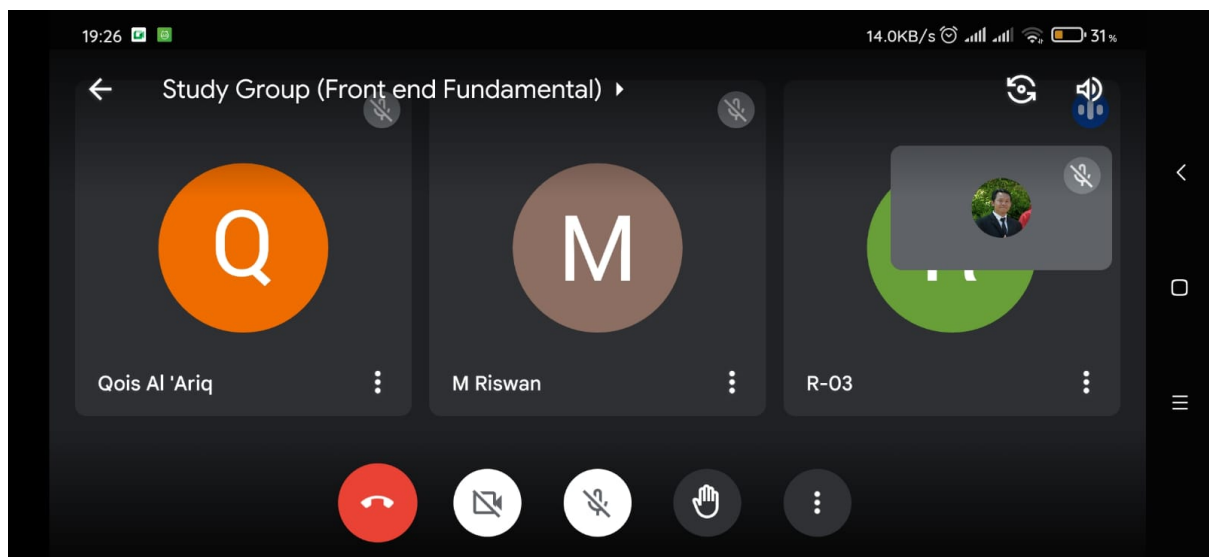 19:26
14.0KB/s 31%
Study Group (Front end Fundamental)
Q
M
Qois Al 'Ariq
M Riswan
R-03